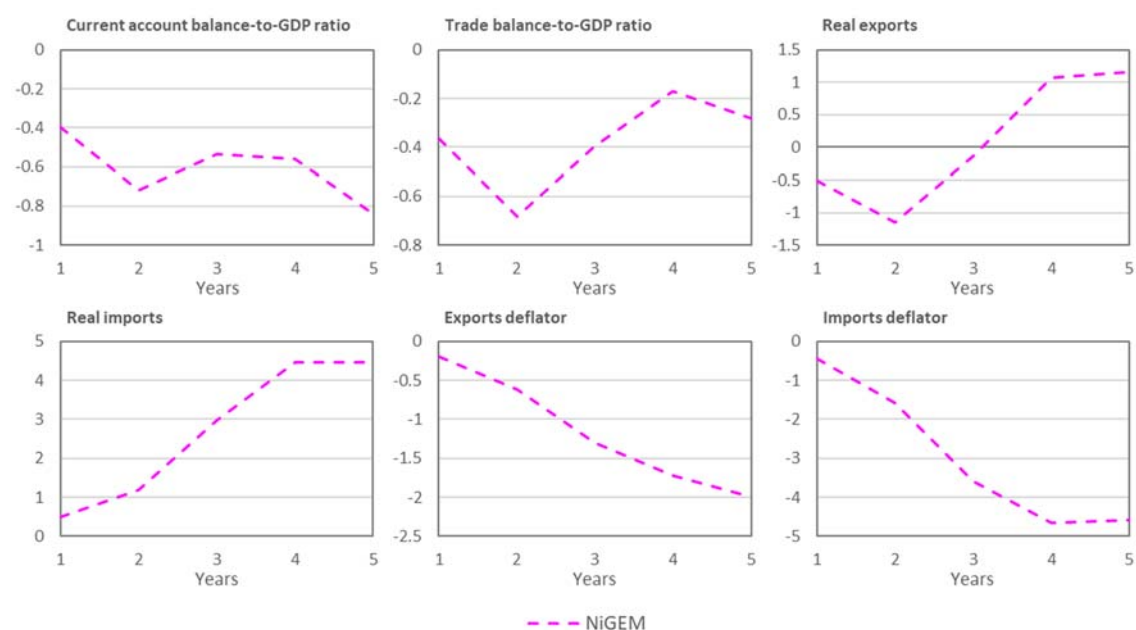 Current account balance-to-GDP ratio
0
-0.2
-0.4
-0.6
-0.8
-1
1 2 3 4 5
Years
Trade balance-to-GDP ratio
0
-0.2
-0.4
-0.6
-0.8
1 2 3 4 5
Years
Real exports
1.5
1
0.5
0
-0.5
-1
-1.5
1 2 3 4 5
Years
Real imports
5
4
3
2
1
0
1 2 3 4 5
Years
Exports deflator
0
-0.5
-1
-1.5
-2
-2.5
1 2 3 4 5
Years
Imports deflator
0
-1
-2
-3
-4
-5
1 2 3 4 5
Years
NiGEM